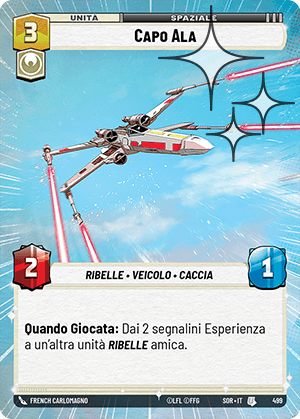 UNITÀ SPAZIALE
3 Capo Ala
2 1
RIBELLE • VEICOLO • CACCIA
Quando Giocata: Dai 2 segnalini Esperienza
a un'altra unità RIBELLE amica.
FRENCH CARLOMAGNO ©LFL ©FFG SOR • IT U 499